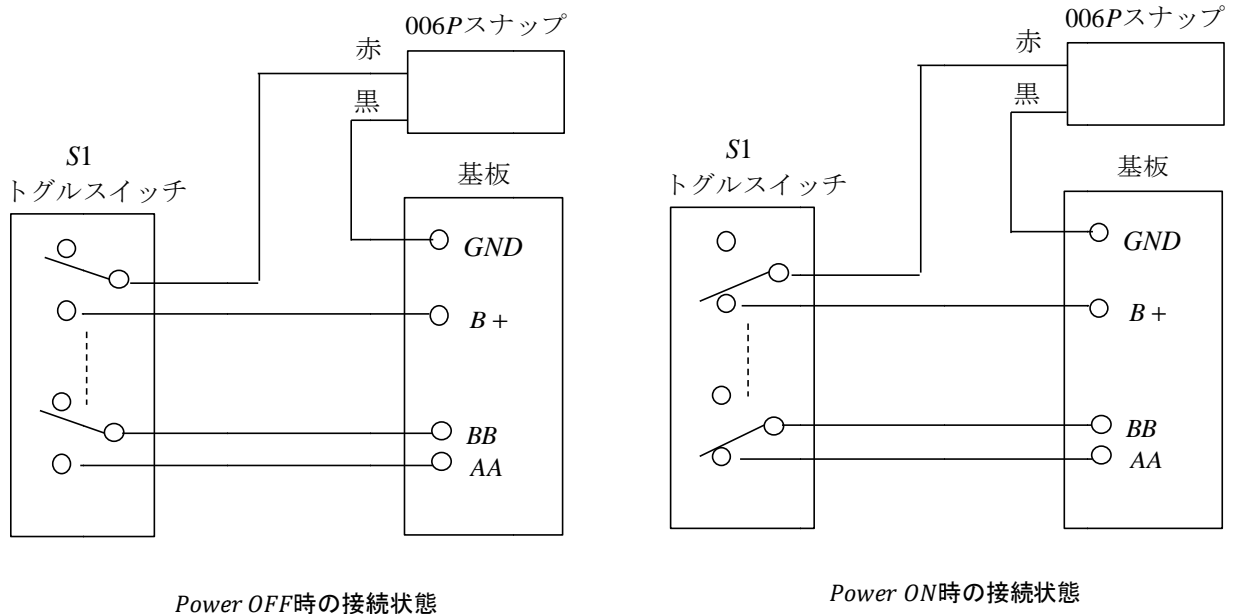 006Pスナップ
赤
黒
S1
トグルスイッチ
基板
GND
B +
BB
AA
Power OFF時の接続状態
006Pスナップ
赤
黒
S1
トグルスイッチ
基板
GND
B +
BB
AA
Power ON時の接続状態